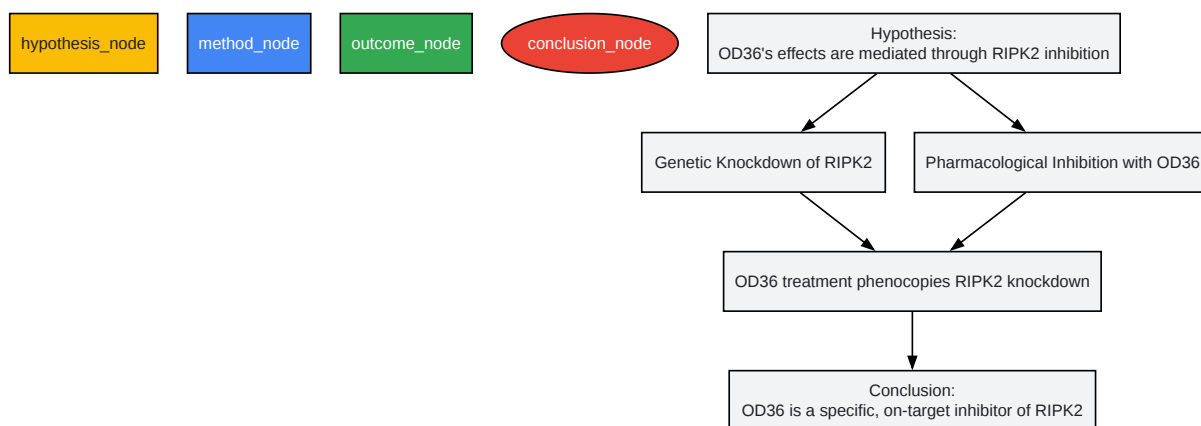 hypothesis_node
method_node
outcome_node
conclusion_node
Hypothesis:
OD36's effects are mediated through RIPK2 inhibition
Genetic Knockdown of RIPK2
Pharmacological Inhibition with OD36
OD36 treatment phenocopies RIPK2 knockdown
Conclusion:
OD36 is a specific, on-target inhibitor of RIPK2